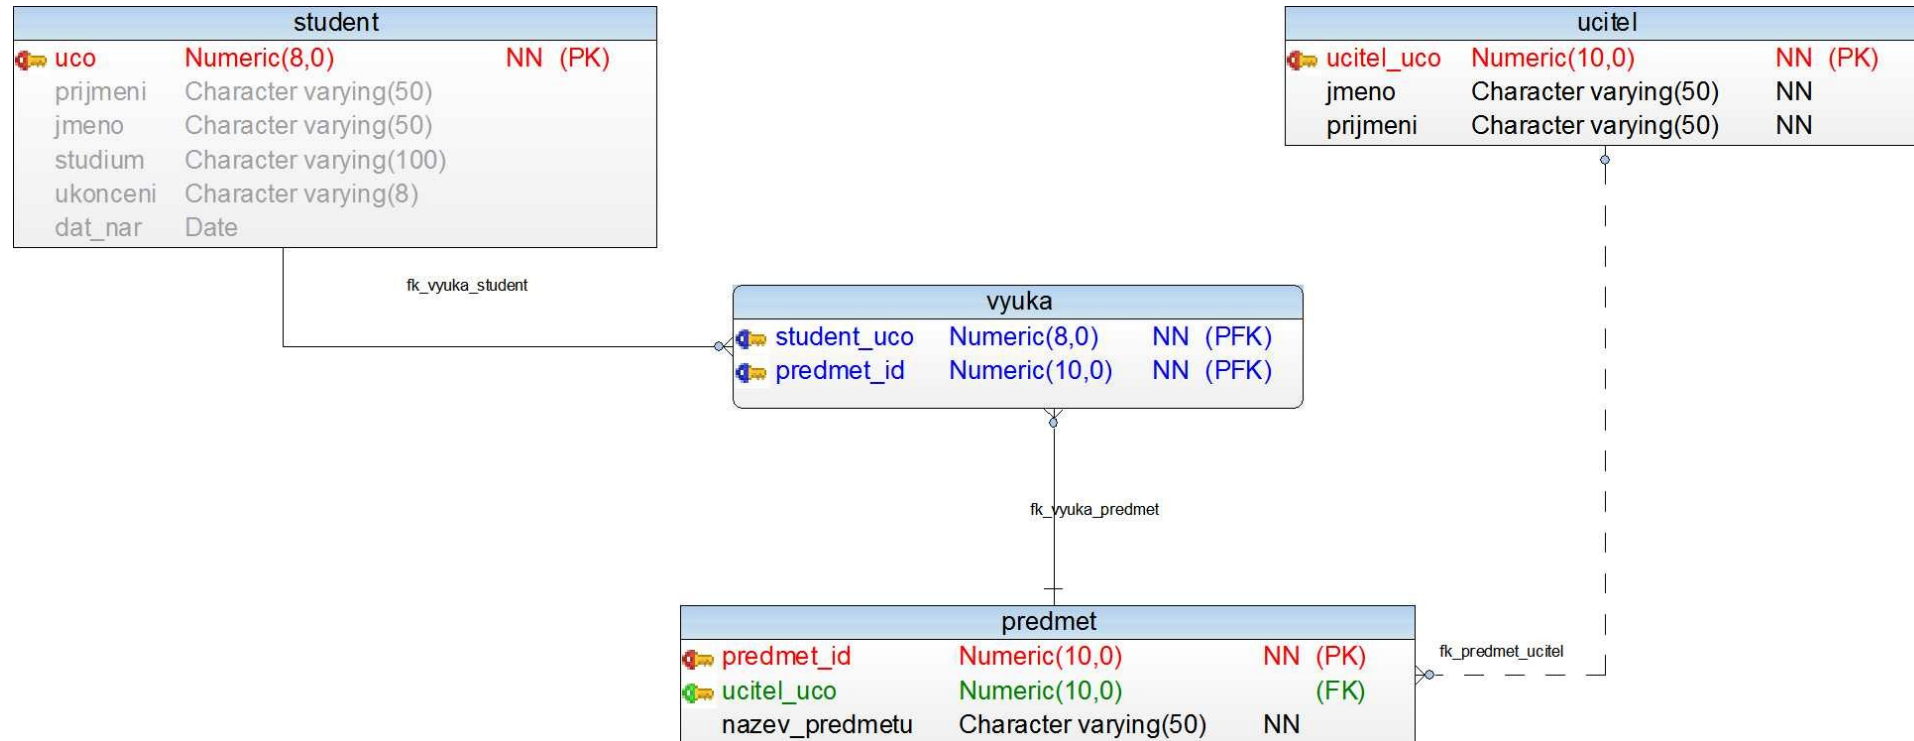 student
uco Numeric(8,0) NN (PK)
prijmeni Character varying(50)
jmeno Character varying(50)
studium Character varying(100)
ukonceni Character varying(8)
dat_nar Date
ucitel
ucitel_uco Numeric(10,0) NN (PK)
jmeno Character varying(50) NN
prijmeni Character varying(50) NN
fk_vyuka_student
vyuka
student_uco Numeric(8,0) NN (PFK)
predmet_id Numeric(10,0) NN (PFK)
fk_vyuka_predmet
predmet
predmet_id Numeric(10,0) NN (PK)
ucitel_uco Numeric(10,0) (FK)
nazev_predmetu Character varying(50) NN
fk_predmet_ucitel